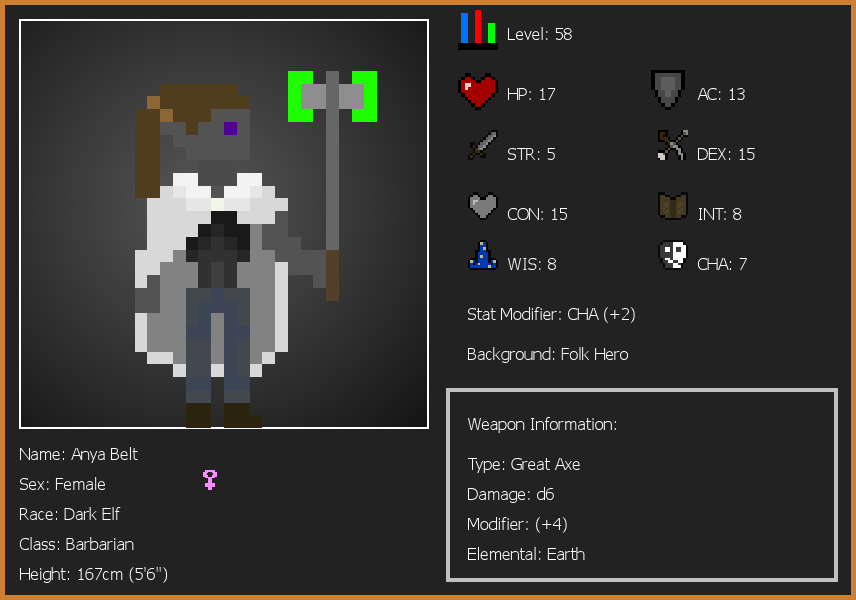 Level: 58
HP: 17
AC: 13
STR: 5
DEX: 15
CON: 15
INT: 8
WIS: 8
CHA: 7
Stat Modifier: CHA (+2)
Background: Folk Hero
Weapon Information:
Type: Great Axe
Damage: d6
Modifier: (+4)
Elemental: Earth
Name: Anya Belt
Sex: Female
Race: Dark Elf
Class: Barbarian
Height: 167cm (5'6")